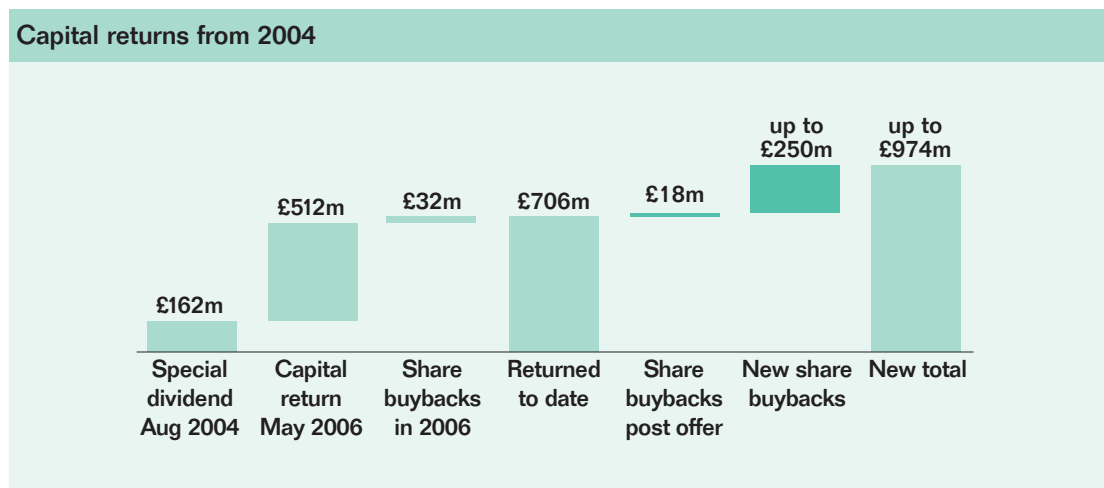 Capital returns from 2004
up to
£250m
up to
£974m
£512m
£32m
£706m
£18m
£162m
Special
dividend
Aug 2004
Capital
return
May 2006
Share
buybacks
in 2006
Returned
to date
Share
buybacks
post offer
New share
buybacks
New total